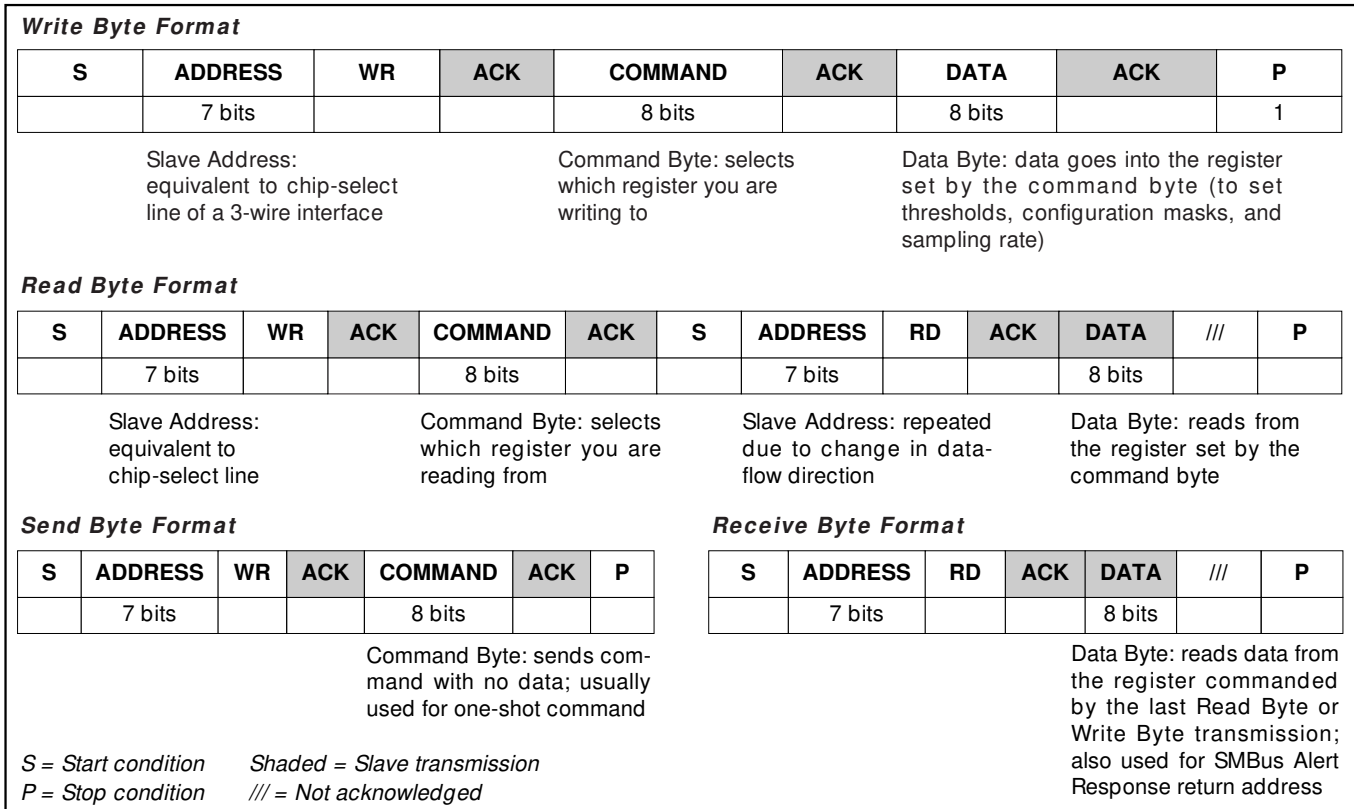 Write Byte Format
S ADDRESS WR ACK COMMAND ACK DATA ACK P
7 bits 8 bits 8 bits 1
Slave Address:
equivalent to chip-select
line of a 3-wire interface
Command Byte: selects
which register you are
writing to
Data Byte: data goes into the register
set by the command byte (to set
thresholds, configuration masks, and
sampling rate)
Read Byte Format
S ADDRESS WR ACK COMMAND ACK S ADDRESS RD ACK DATA /// P
7 bits 8 bits 7 bits 8 bits
Slave Address:
equivalent to
chip-select line
Command Byte: selects
which register you are
reading from
Slave Address: repeated
due to change in data-
flow direction
Data Byte: reads from
the register set by the
command byte
Send Byte Format
S ADDRESS WR ACK COMMAND ACK P
7 bits 8 bits
Command Byte: sends com-
mand with no data; usually
used for one-shot command
Receive Byte Format
S ADDRESS RD ACK DATA /// P
7 bits 8 bits
Data Byte: reads data from
the register commanded
by the last Read Byte or
Write Byte transmission;
also used for SMBus Alert
Response return address
S = Start condition Shaded = Slave transmission
P = Stop condition /// = Not acknowledged